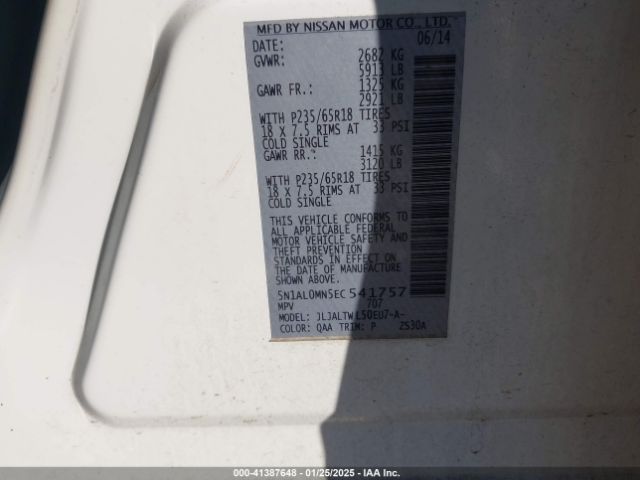 MFD BY NISSAN MOTOR CO., LTD.
DATE: 06/14
GVWR: 2682 KG
5913 LB
GAWR FR.: 1325 KG
2921 LB
WITH P235/65R18 TIRES
18 X 7.5 RIMS AT 33 PSI
COLD SINGLE
GAWR RR.: 1415 KG
3120 LB
WITH P235/65R18 TIRES
18 X 7.5 RIMS AT 33 PSI
COLD SINGLE
THIS VEHICLE CONFORMS TO
ALL APPLICABLE FEDERAL
MOTOR VEHICLE SAFETY AND
THEFT PREVENTION
STANDARDS IN EFFECT ON
THE DATE OF MANUFACTURE
SHOWN ABOVE.
5N1AL0MN5EC541757
MPV 707
MODEL: JLJALTWL50EU7-A-
COLOR: QAA TRIM: P ZS30A
000-41387648 - 01/25/2025 - IAA Inc.